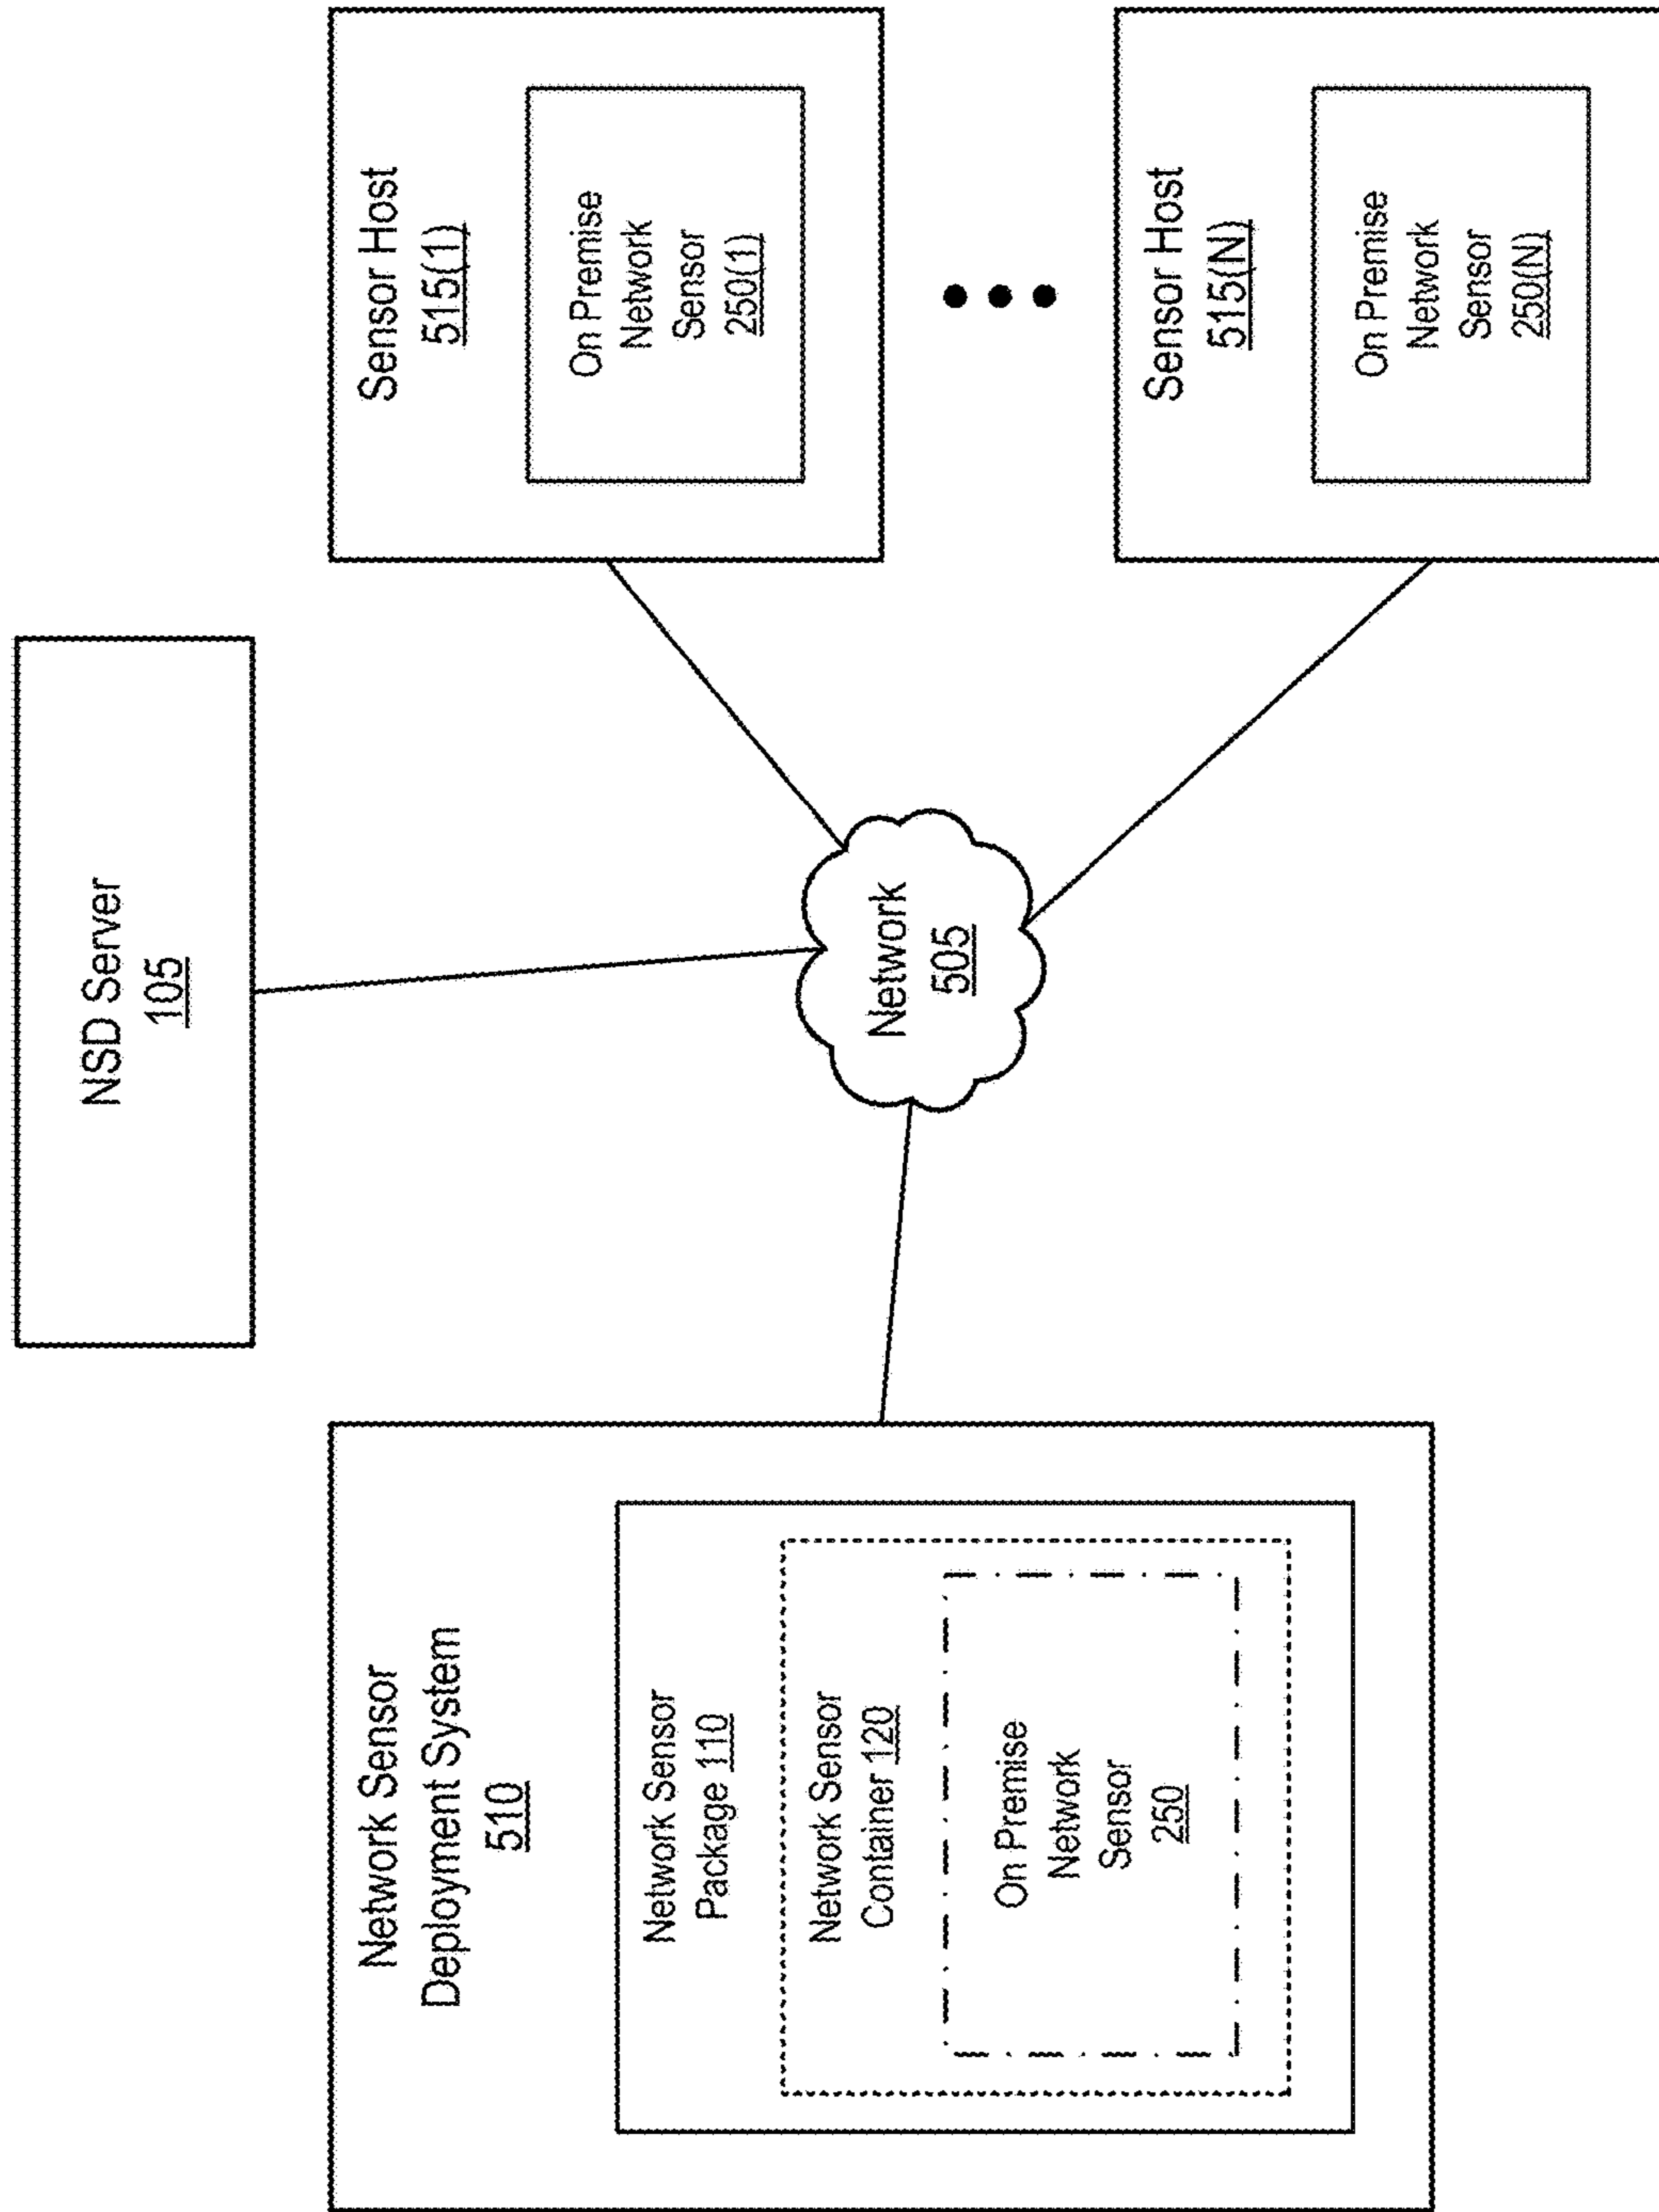 NSD Server
105
Network Sensor
Deployment System
510
Network Sensor
Package 110
Network Sensor
Container 120
On Premise
Network
Sensor
250
Network
505
Sensor Host
515(1)
On Premise
Network
Sensor
250(1)
Sensor Host
515(N)
On Premise
Network
Sensor
250(N)